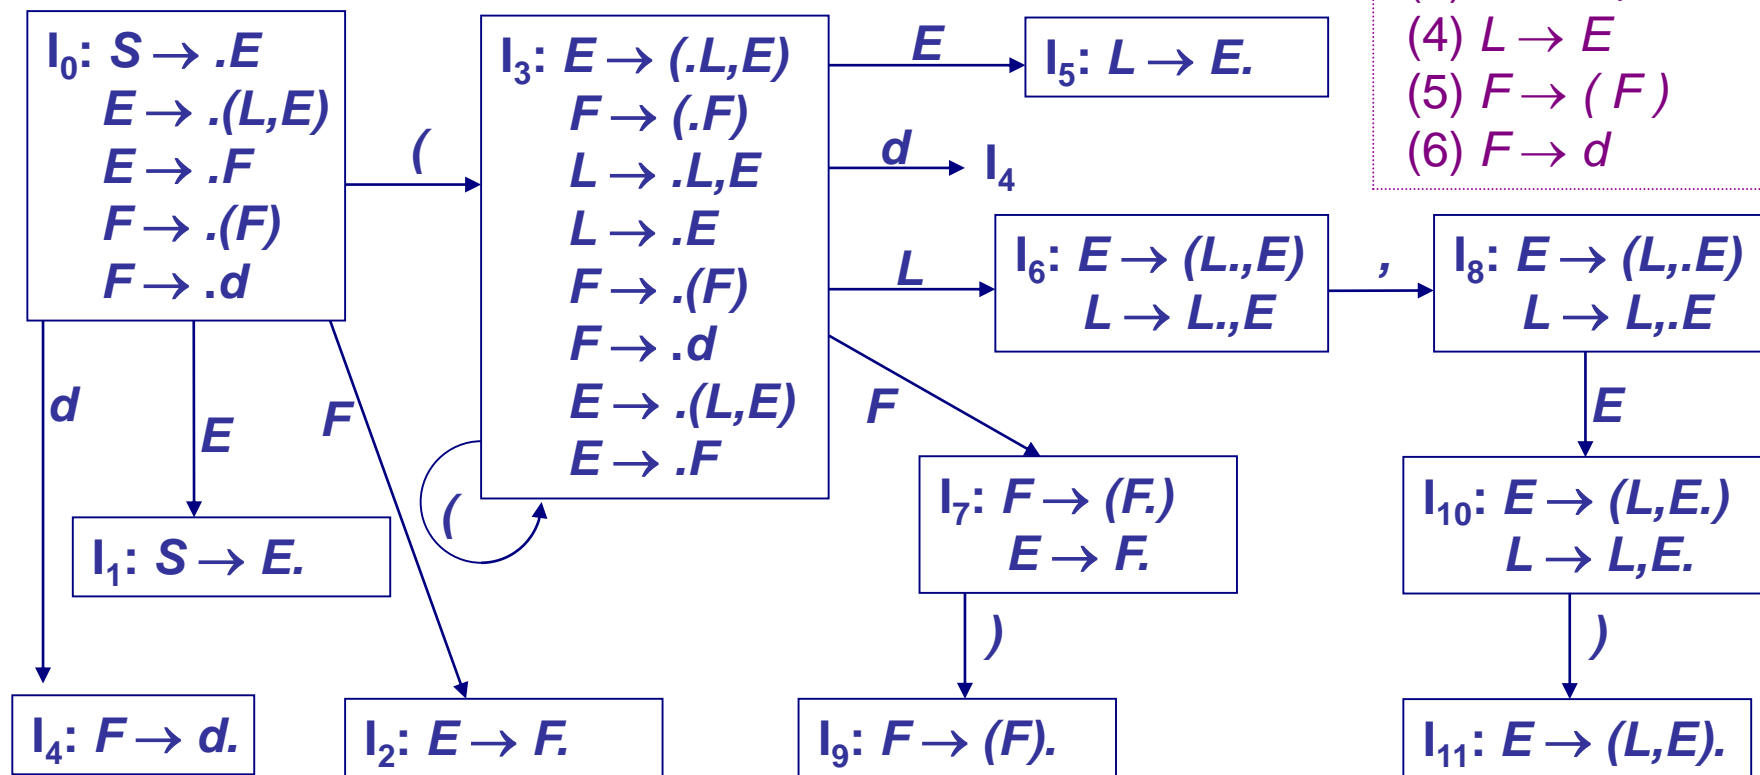 I0: S → .E
E → .(L,E)
E → .F
F → .(F)
F → .d
(
I3: E → (.L,E)
F → (.F)
L → .L,E
L → .E
F → .(F)
F → .d
E → .(L,E)
E → .F
(
E
I5: L → E.
d
I4
L
I6: E → (L.,E)
L → L.,E
,
I8: E → (L,.E)
L → L,.E
(4) L → E
(5) F → ( F )
(6) F → d
d
E
F
F
E
I1: S → E.
I7: F → (F.)
E → F.
I10: E → (L,E.)
L → L,E.
)
)
I4: F → d.
I2: E → F.
I9: F → (F).
I11: E → (L,E).